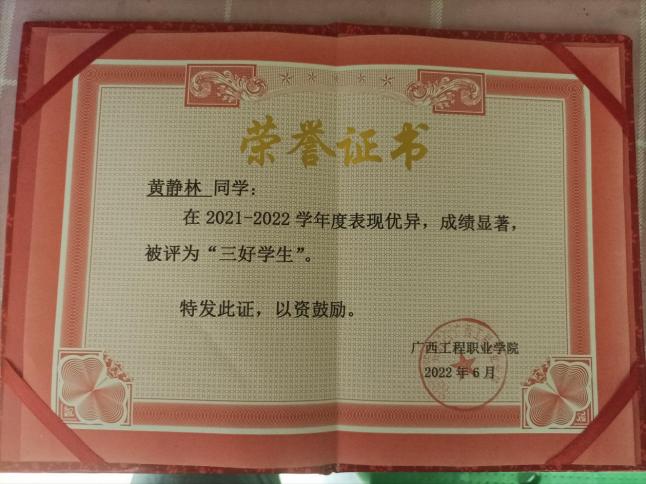 荣誉证书
黄静林 同学：
在 2021-2022 学年度表现优异，成绩显著，
被评为“三好学生”。
特发此证，以资鼓励。
广西工程职业学院
2022 年 6 月